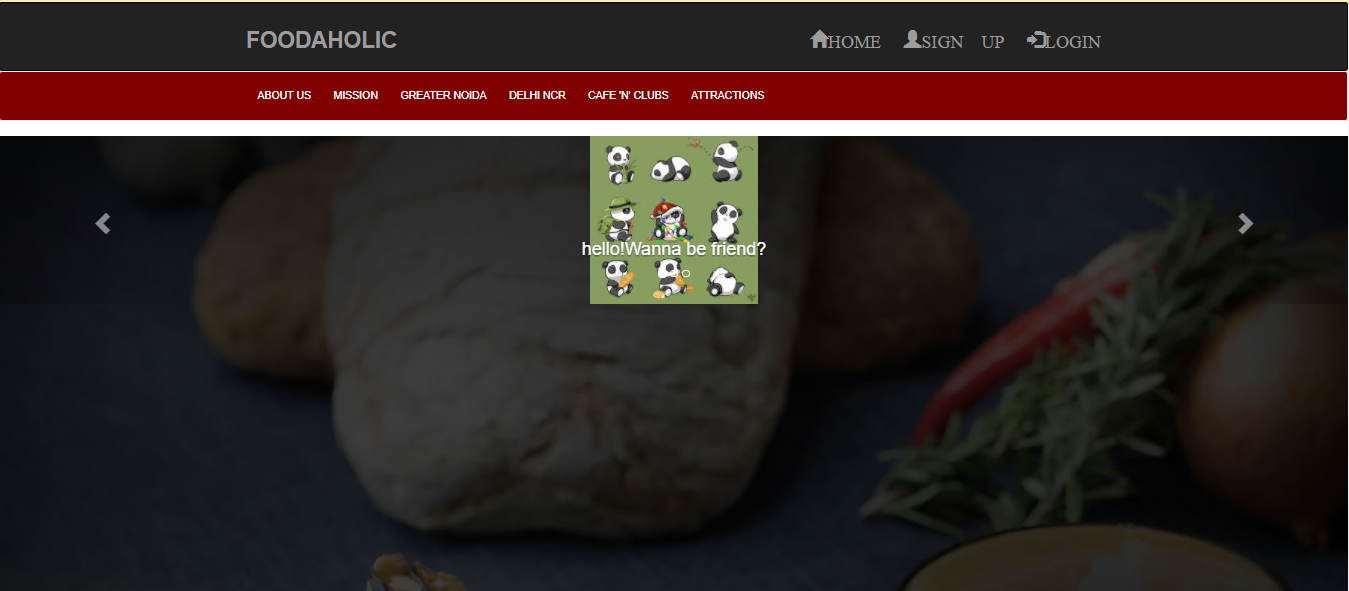 FOODAHOLIC HOME SIGN UP LOGIN
ABOUT US MISSION GREATER NOIDA DELHI NCR CAFE 'N' CLUBS ATTRACTIONS
hello!Wanna be friend?